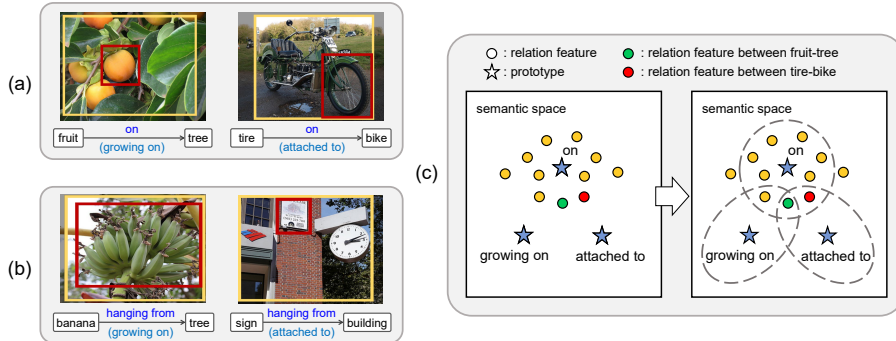 (a)
fruit
on
(growing on)
tree
tire
on
(attached to)
bike
(b)
banana
hanging from
(growing on)
tree
sign
hanging from
(attached to)
building
(c)
: relation feature
: relation feature between fruit-tree
: prototype
: relation feature between tire-bike
semantic space
on
growing on
attached to
semantic space
on
growing on
attached to